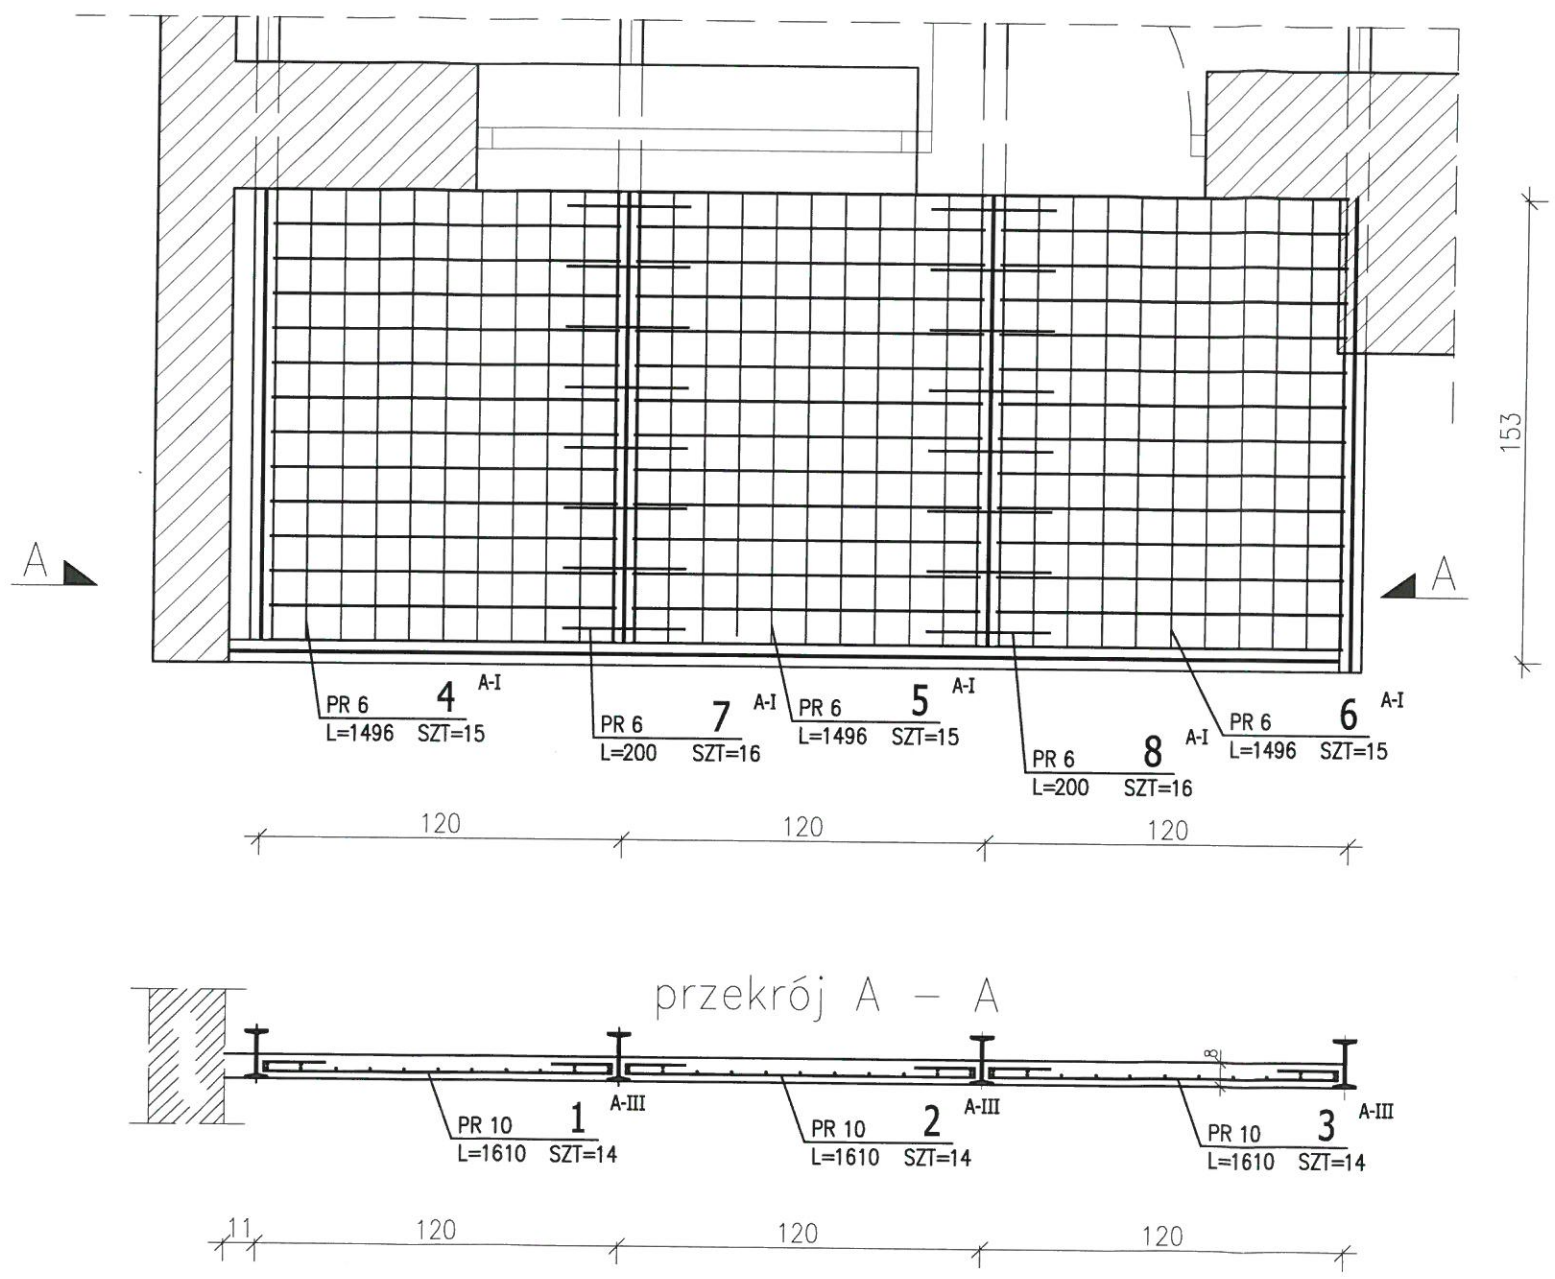 153
A
A
PR 6 4 A-I
L=1496 SZT=15
PR 6 7 A-I
L=200 SZT=16
PR 6 5 A-I
L=1496 SZT=15
PR 6 8 A-I
L=200 SZT=16
PR 6 6 A-I
L=1496 SZT=15
120
120
120
przekrój A – A
8
PR 10 1 A-III
L=1610 SZT=14
PR 10 2 A-III
L=1610 SZT=14
PR 10 3 A-III
L=1610 SZT=14
11
120
120
120